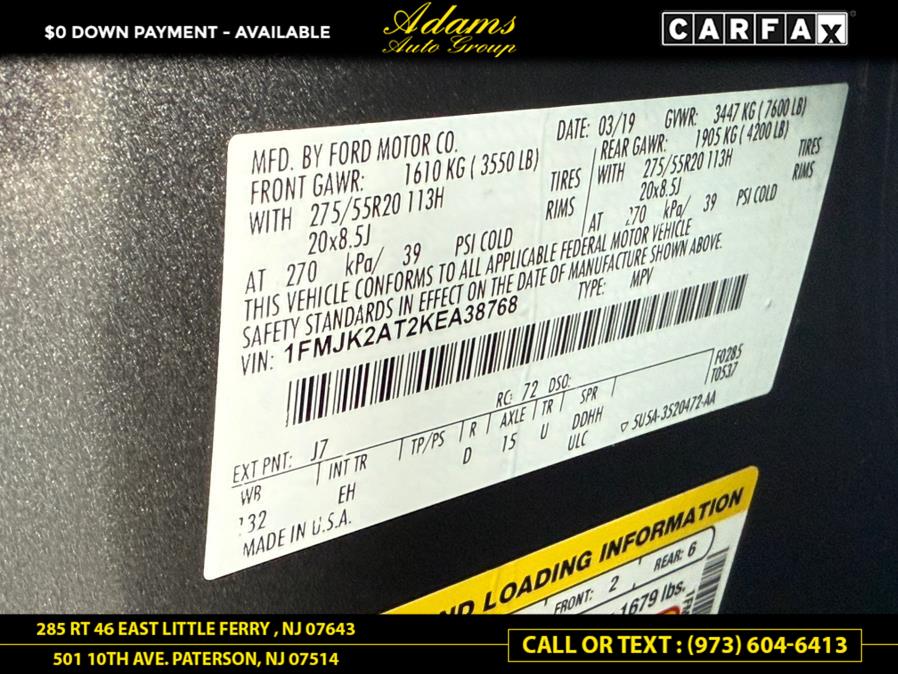 $0 DOWN PAYMENT - AVAILABLE
Adams
Auto Group
CARFAX
MFD. BY FORD MOTOR CO.
DATE: 03/19 GVWR: 3447 KG ( 7600 LB)
FRONT GAWR: 1610 KG ( 3550 LB)
REAR GAWR: 1905 KG ( 4200 LB)
WITH 275/55R20 113H TIRES
WITH 275/55R20 113H TIRES
20x8.5J RIMS
20x8.5J RIMS
AT 270 kPa/ 39 PSI COLD
AT 270 kPa/ 39 PSI COLD
THIS VEHICLE CONFORMS TO ALL APPLICABLE FEDERAL MOTOR VEHICLE
SAFETY STANDARDS IN EFFECT ON THE DATE OF MANUFACTURE SHOWN ABOVE.
VIN: 1FMJK2AT2KEA38768 TYPE: MPV
F0285
T0537
EXT PNT: J7 RC: 72 DSO:
WB INT TR TP/PS R AXLE TR SPR
132 EH D 15 U DDHH
ULC
5U5A-3520472-AA
MADE IN U.S.A.
ND LOADING INFORMATION
FRONT: 2 REAR: 6
1679 lbs.
285 RT 46 EAST LITTLE FERRY , NJ 07643
501 10TH AVE. PATERSON, NJ 07514
CALL OR TEXT : (973) 604-6413